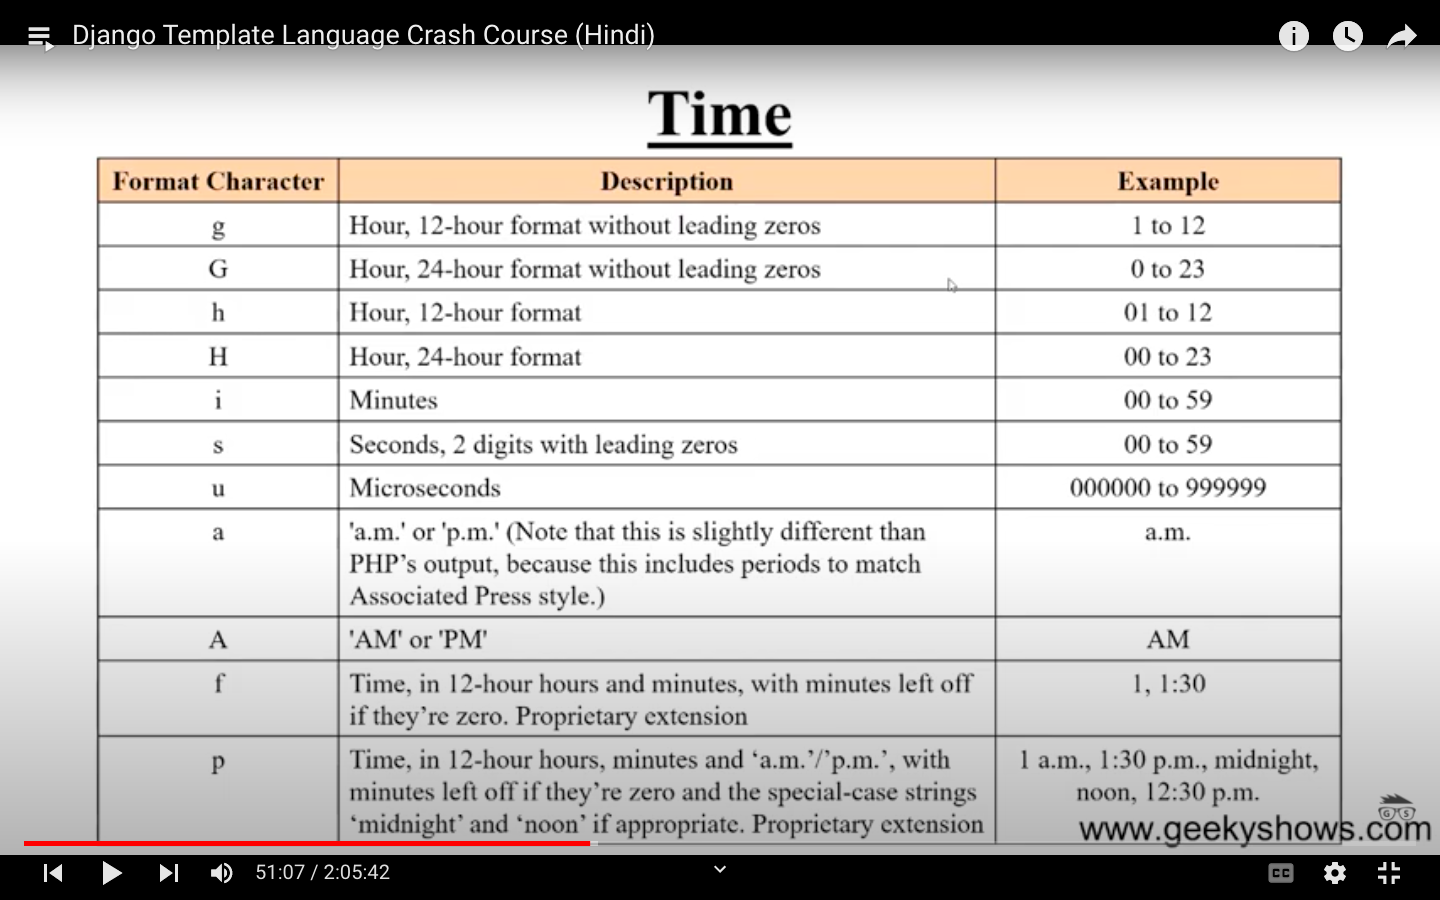 Django Template Language Crash Course (Hindi)
Time
Format Character Description Example
g Hour, 12-hour format without leading zeros 1 to 12
G Hour, 24-hour format without leading zeros 0 to 23
h Hour, 12-hour format 01 to 12
H Hour, 24-hour format 00 to 23
i Minutes 00 to 59
s Seconds, 2 digits with leading zeros 00 to 59
u Microseconds 000000 to 999999
a 'a.m.' or 'p.m.' (Note that this is slightly different than a.m.
PHP's output, because this includes periods to match
Associated Press style.)
A 'AM' or 'PM' AM
f Time, in 12-hour hours and minutes, with minutes left off 1, 1:30
if they're zero. Proprietary extension
p Time, in 12-hour hours, minutes and ‘a.m.’/’p.m.’, with 1 a.m., 1:30 p.m., midnight,
minutes left off if they're zero and the special-case strings noon, 12:30 p.m.
‘midnight’ and ‘noon’ if appropriate. Proprietary extension
GS
www.geekyshows.com
51:07 / 2:05:42
CC